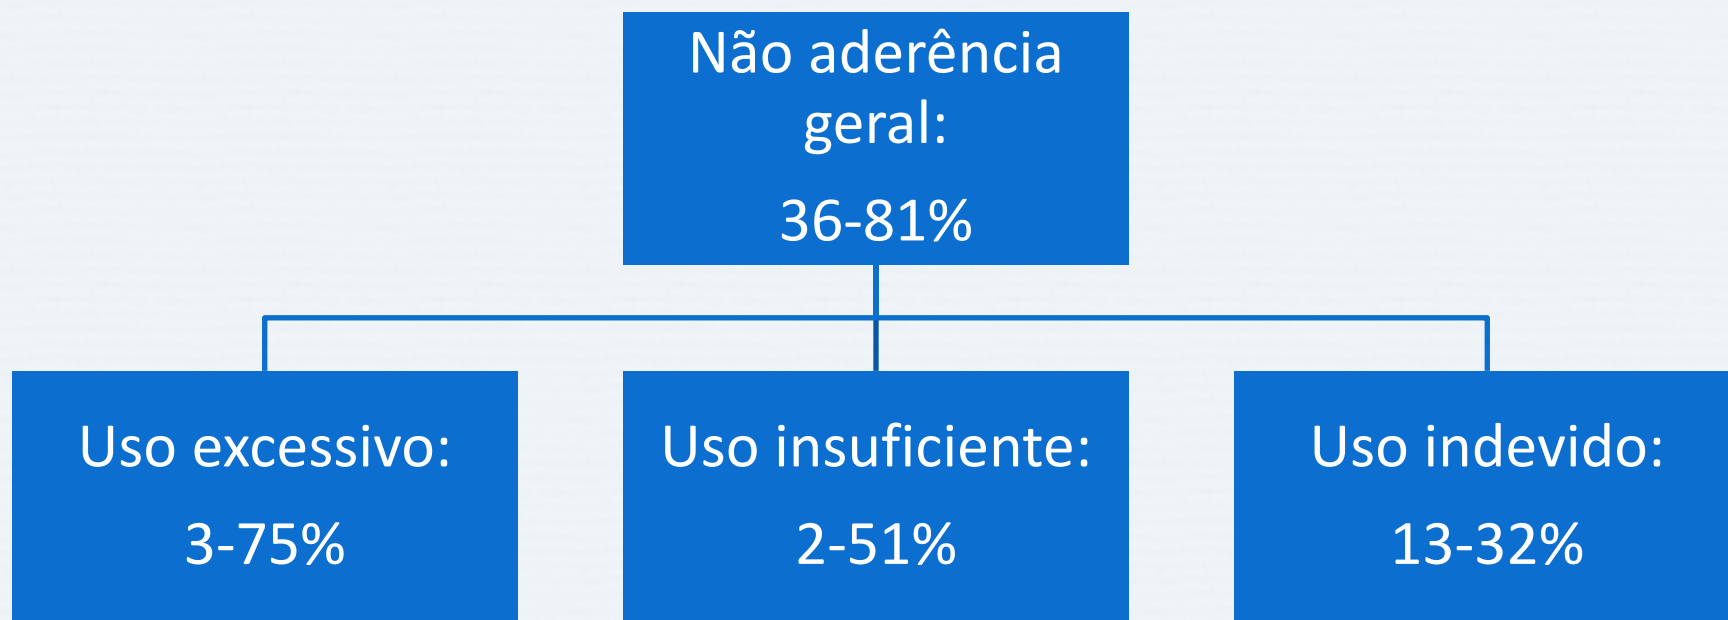 Não aderência
geral:
36-81%
Uso excessivo:
3-75%
Uso insuficiente:
2-51%
Uso indevido:
13-32%